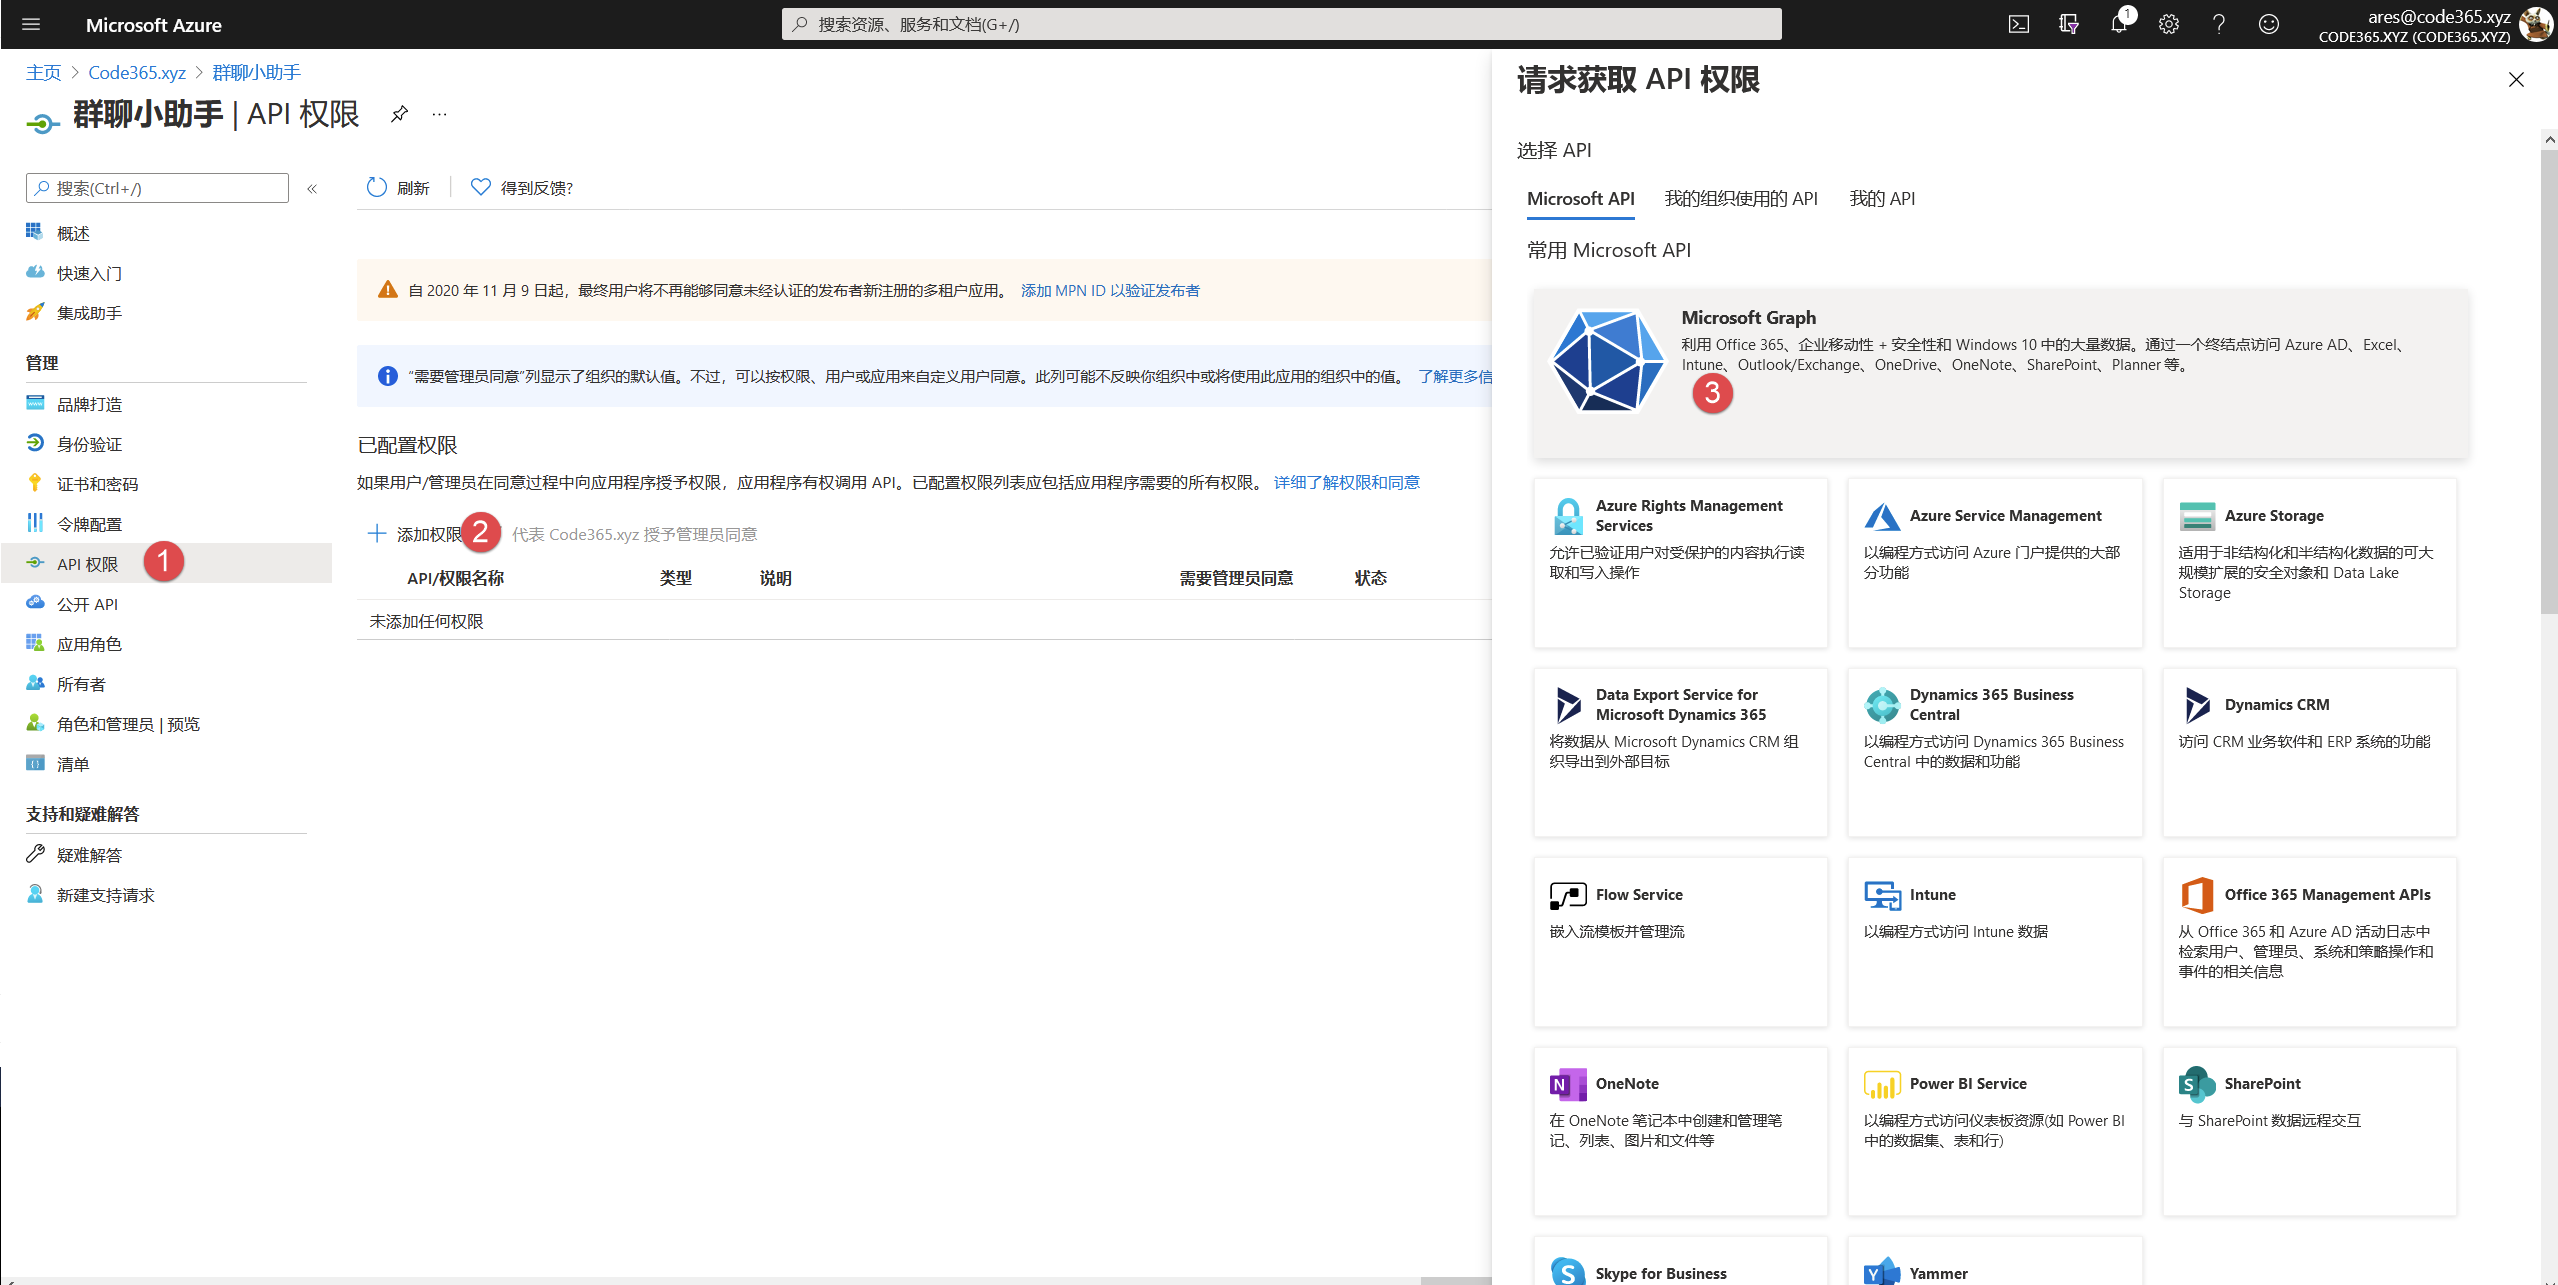 Microsoft Azure
搜索资源、服务和文档(G+/)
1
ares@code365.xyz
CODE365.XYZ (CODE365.XYZ)
主页 > Code365.xyz > 群聊小助手
群聊小助手 | API 权限
搜索(Ctrl+/)
概述
快速入门
集成助手
管理
品牌打造
身份验证
证书和密码
令牌配置
API 权限
1
公开 API
应用角色
所有者
角色和管理员 | 预览
清单
支持和疑难解答
疑难解答
新建支持请求
刷新
得到反馈?
自 2020 年 11 月 9 日起，最终用户将不再能够同意未经认证的发布者新注册的多租户应用。 添加 MPN ID 以验证发布者
“需要管理员同意”列显示了组织的默认值。不过，可以按权限、用户或应用来自定义用户同意。此列可能不反映你组织中或将使用此应用的组织中的值。 了解更多信
已配置权限
如果用户/管理员在同意过程中向应用程序授予权限，应用程序有权调用 API。已配置权限列表应包括应用程序需要的所有权限。 详细了解权限和同意
添加权限
2
代表 Code365.xyz 授予管理员同意
API/权限名称 类型 说明 需要管理员同意 状态
未添加任何权限
请求获取 API 权限
选择 API
Microsoft API 我的组织使用的 API 我的 API
常用 Microsoft API
Microsoft Graph
利用 Office 365、企业移动性 + 安全性和 Windows 10 中的大量数据。通过一个终结点访问 Azure AD、Excel、
Intune、Outlook/Exchange、OneDrive、OneNote、SharePoint、Planner 等。
3
Azure Rights Management
Services
允许已验证用户对受保护的内容执行读
取和写入操作
Azure Service Management
以编程方式访问 Azure 门户提供的大部
分功能
Azure Storage
适用于非结构化和半结构化数据的可大
规模扩展的安全对象和 Data Lake
Storage
Data Export Service for
Microsoft Dynamics 365
将数据从 Microsoft Dynamics CRM 组
织导出到外部目标
Dynamics 365 Business
Central
以编程方式访问 Dynamics 365 Business
Central 中的数据和功能
Dynamics CRM
访问 CRM 业务软件和 ERP 系统的功能
Flow Service
嵌入流模板并管理流
Intune
以编程方式访问 Intune 数据
Office 365 Management APIs
从 Office 365 和 Azure AD 活动日志中
检索用户、管理员、系统和策略操作和
事件的相关信息
OneNote
在 OneNote 笔记本中创建和管理笔
记、列表、图片和文件等
Power BI Service
以编程方式访问仪表板资源(如 Power BI
中的数据集、表和行)
SharePoint
与 SharePoint 数据远程交互
Skype for Business
Yammer